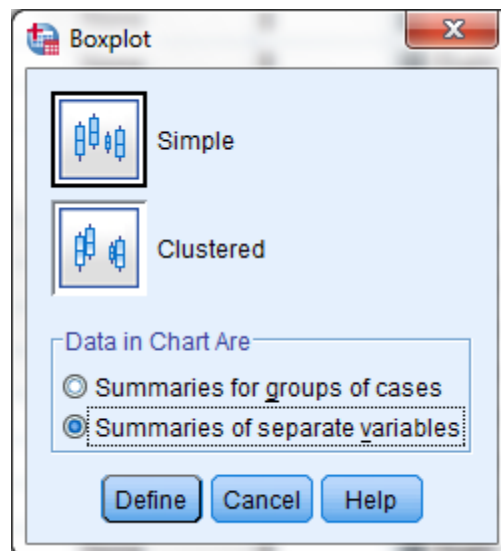 Boxplot
Simple
Clustered
Data in Chart Are
Summaries for groups of cases
Summaries of separate variables
Define Cancel Help